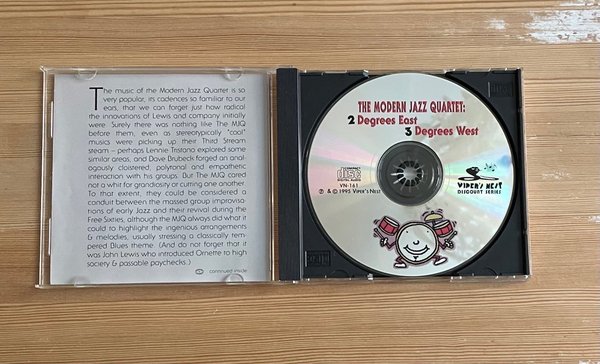 The music of the Modern Jazz Quartet is so
very popular, its cadences so familiar to our
ears, that we can forget just how radical
the innovations of Lewis and company initially
were. Surely there was nothing like The MJQ
before them, even as stereotypically "cool"
musics were picking up their Third Stream
steam – perhaps Lennie Tristano explored some
similar areas, and Dave Brubeck forged an anal-
ogously cloistered, polytonal and empathic
interaction with his groups. But The MJQ cared
not a whit for grandiosity or cutting one another.
To that extent, they could be considered a
conduit between the massed group improvisa-
tions of early Jazz and their revival during the
Free Sixties, although the MJQ always did what it
could to highlight the ingenious arrangements
& melodies, usually stressing a classically tem-
pered Blues theme. (And do not forget that it
was John Lewis who introduced Ornette to high
society & passable paychecks.)
continued inside
THE MODERN JAZZ QUARTET:
2 Degrees East
3 Degrees West
COMPACT
disc
DIGITAL AUDIO
VN-161
℗ & © 1995 VIPER'S NEST
VIPER'S NEST
DISCOUNT SERIES